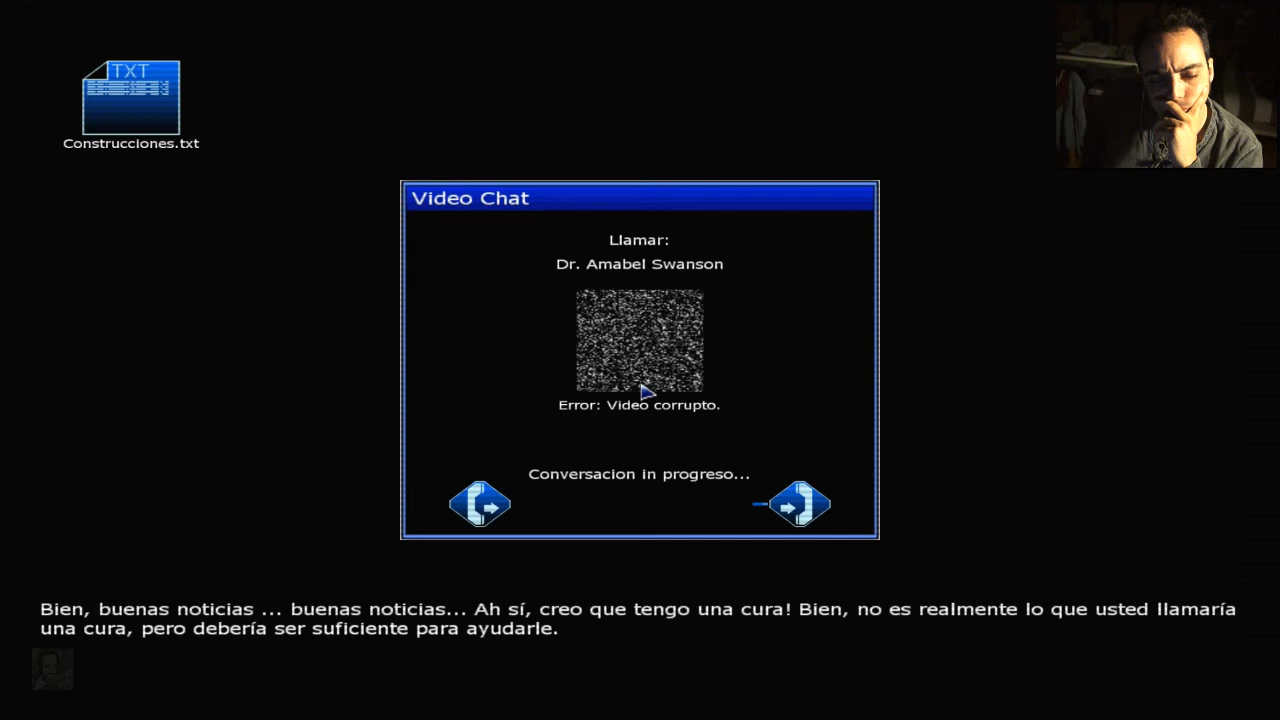 TXT
Construcciones.txt
Video Chat
Llamar:
Dr. Amabel Swanson
Error: Video corrupto.
Conversacion in progreso...
Bien, buenas noticias ... buenas noticias... Ah sí, creo que tengo una cura! Bien, no es realmente lo que usted llamaría
una cura, pero debería ser suficiente para ayudarle.